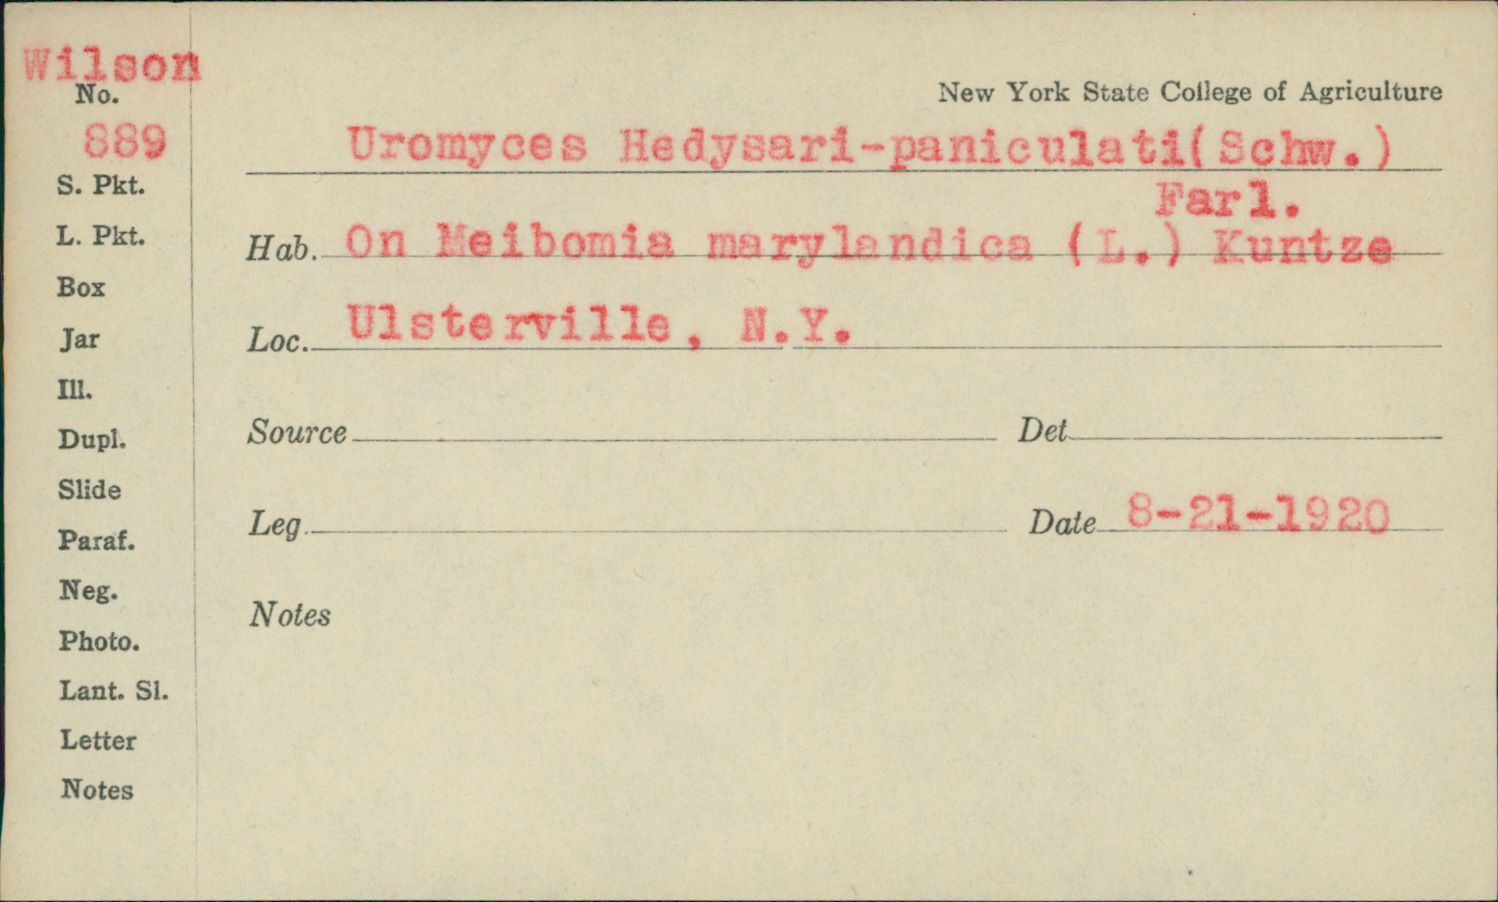 Wilson
No.
889
S. Pkt.
L. Pkt.
Box
Jar
Ill.
Dupl.
Slide
Paraf.
Neg.
Photo.
Lant. Sl.
Letter
Notes
New York State College of Agriculture
Uromyces Hedysari-paniculati(Schw.)
Farl.
Hab. On Meibomia marylandica (L.) Kuntze
Loc. Ulsterville, N.Y.
Source Det
Leg Date 8-21-1920
Notes